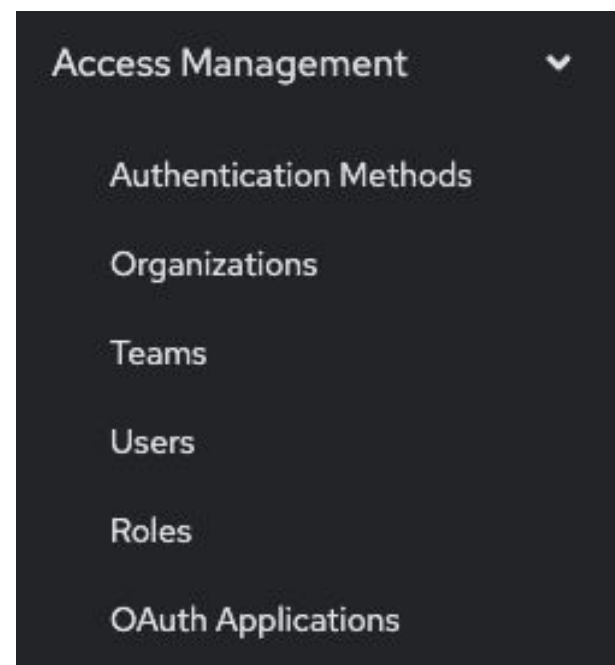 Access Management
Authentication Methods
Organizations
Teams
Users
Roles
OAuth Applications